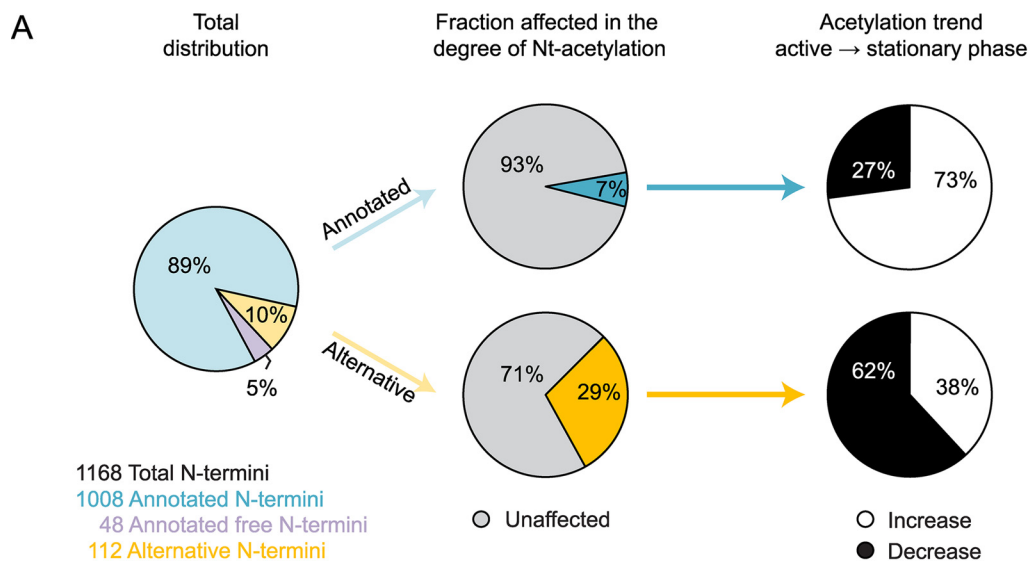 A
Total
distribution
Fraction affected in the
degree of Nt-acetylation
Acetylation trend
active → stationary phase
89%
10%
5%
Annotated
Alternative
93%
7%
27%
73%
71%
29%
62%
38%
1168 Total N-termini
1008 Annotated N-termini
48 Annotated free N-termini
112 Alternative N-termini
Unaffected
Increase
Decrease